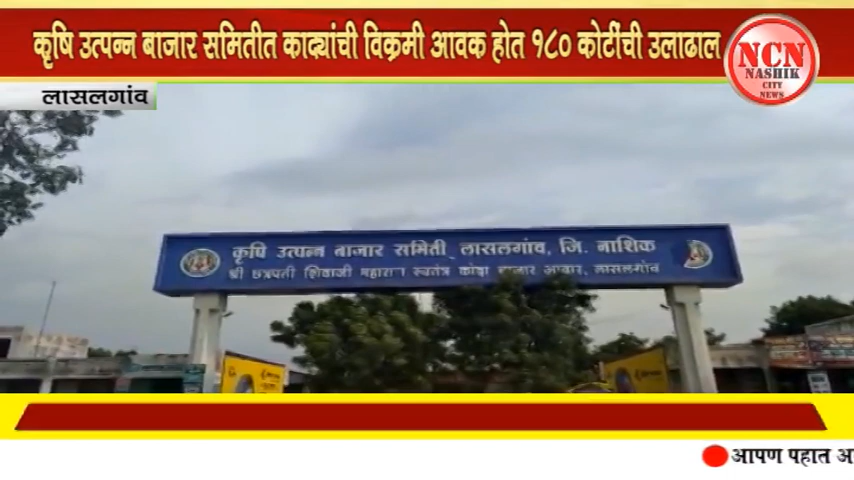 कृषि उत्पन्न बाजार समितीत कांद्यांची विक्रमी आवक होत १८० कोटींची उलाढाल
NCN
NASHIK
CITY
NEWS
लासलगांव
कृषि उत्पन्न बाजार समिती, लासलगांव, जि. नाशिक
श्री छत्रपती शिवाजी महाराज स्वतंत्र कांदा बाजार आवार, लासलगांव
आपण पहात अ